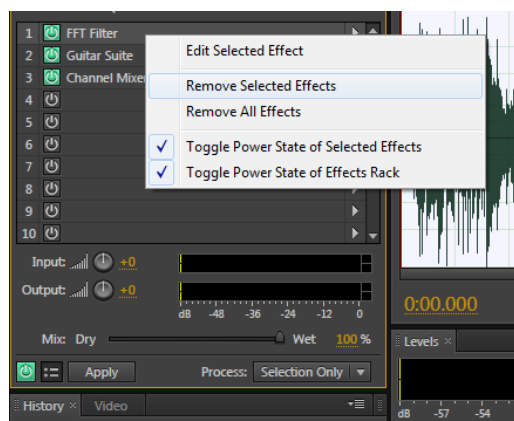 1 FFT Filter
2 Guitar Suite
3 Channel Mixer
4
5
6
7
8
9
10
Edit Selected Effect
Remove Selected Effects
Remove All Effects
Toggle Power State of Selected Effects
Toggle Power State of Effects Rack
Input: +0
Output: +0
dB -48 -36 -24 -12 0
Mix: Dry Wet 100 %
Apply Process: Selection Only
History × Video
0:00.000
Levels ×
dB -57 -54